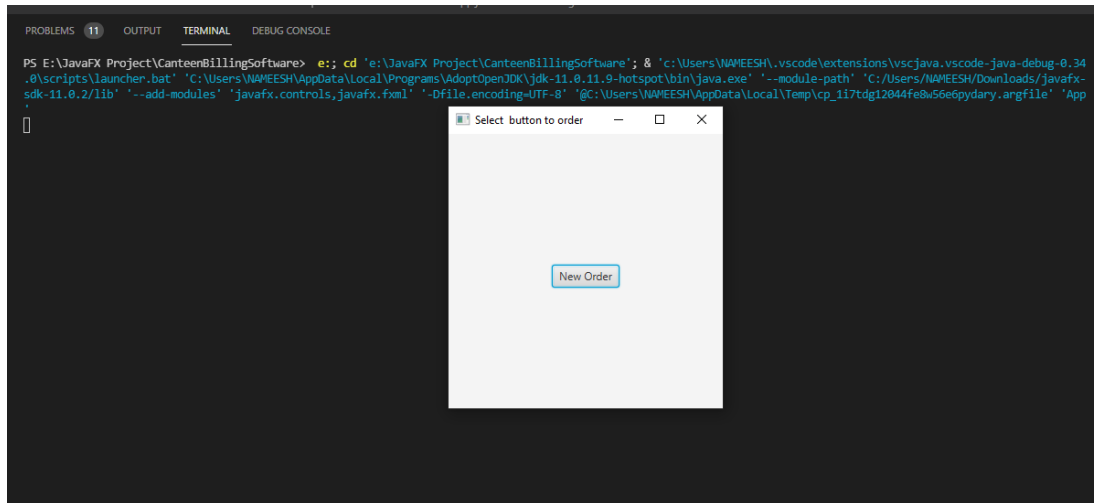 PROBLEMS 11 OUTPUT TERMINAL DEBUG CONSOLE
PS E:\JavaFX Project\CanteenBillingSoftware> e:; cd 'e:\JavaFX Project\CanteenBillingSoftware'; & 'c:\Users\NAMEESH\.vscode\extensions\vscjava.vscode-java-debug-0.34
.0\scripts\launcher.bat' 'C:\Users\NAMEESH\AppData\Local\Programs\AdoptOpenJDK\jdk-11.0.11.9-hotspot\bin\java.exe' '--module-path' 'C:/Users/NAMEESH/Downloads/javafx-
sdk-11.0.2/lib' '--add-modules' 'javafx.controls,javafx.fxml' '-Dfile.encoding=UTF-8' '@C:\Users\NAMEESH\AppData\Local\Temp\cp_1i7tdg12044fe8w56e6pydary.argfile' 'App
'
Select button to order
New Order